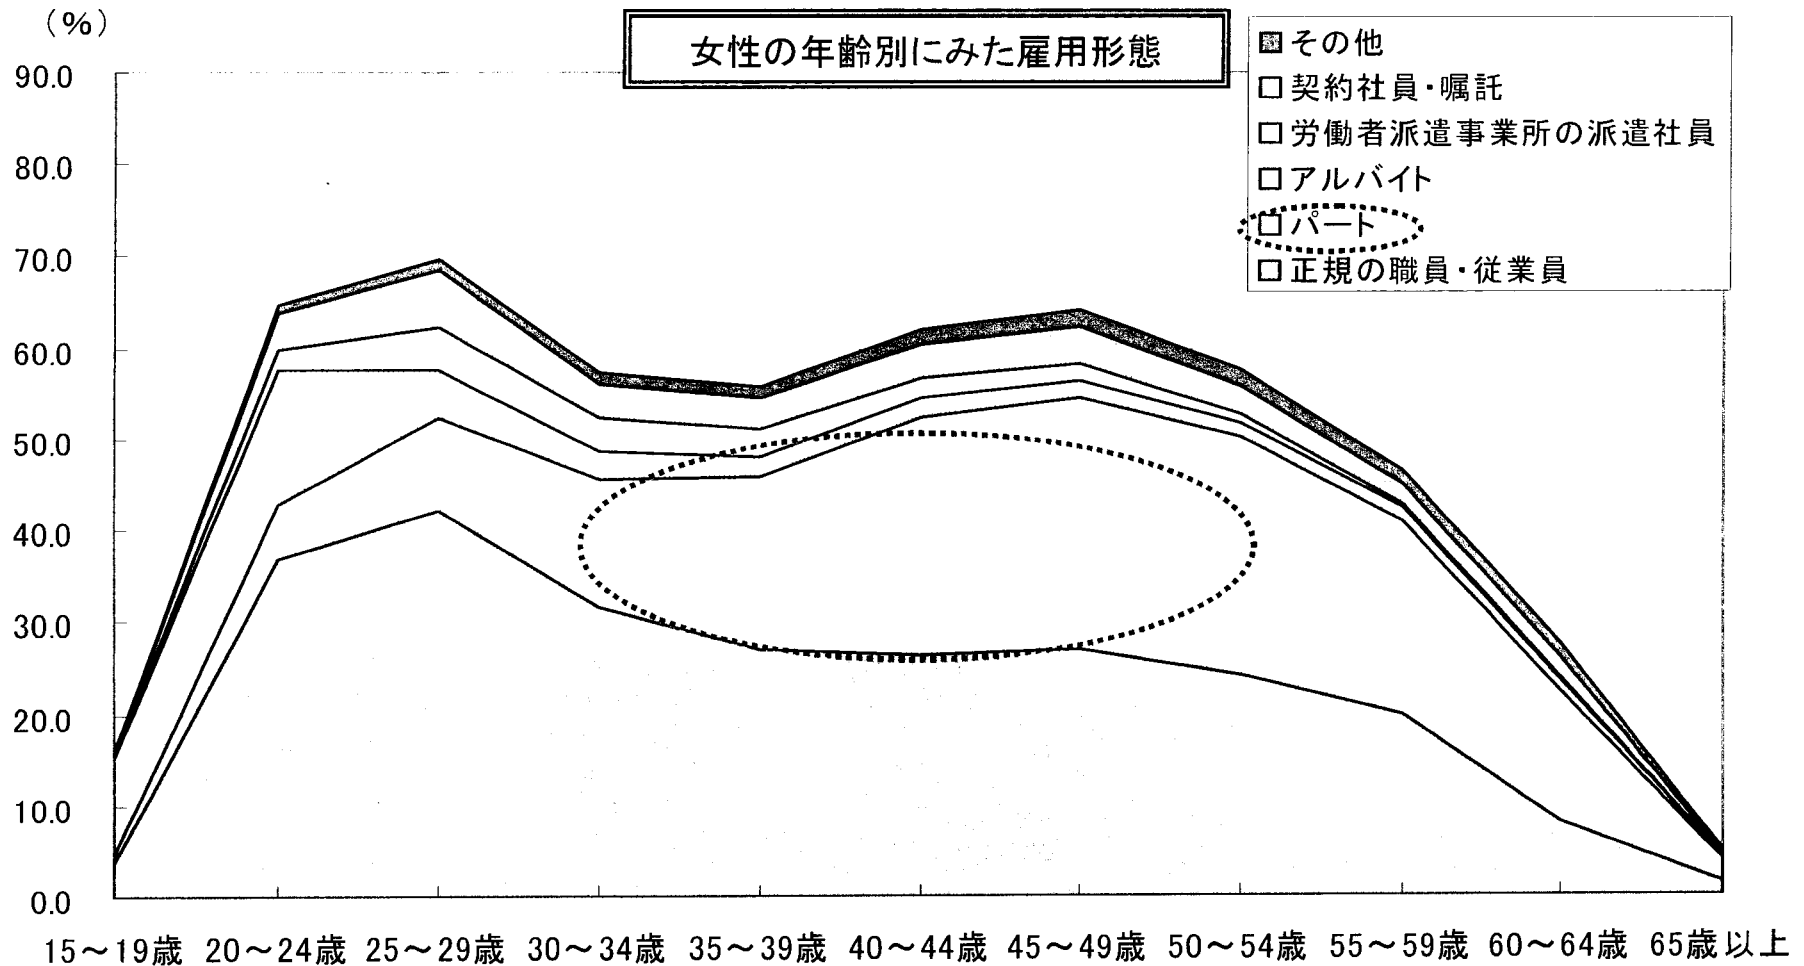 (%)
女性の年齢別にみた雇用形態
その他
契約社員・嘱託
労働者派遣事業所の派遣社員
アルバイト
パート
正規の職員・従業員
90.0
80.0
70.0
60.0
50.0
40.0
30.0
20.0
10.0
0.0
15～19歳 20～24歳 25～29歳 30～34歳 35～39歳 40～44歳 45～49歳 50～54歳 55～59歳 60～64歳 65歳以上